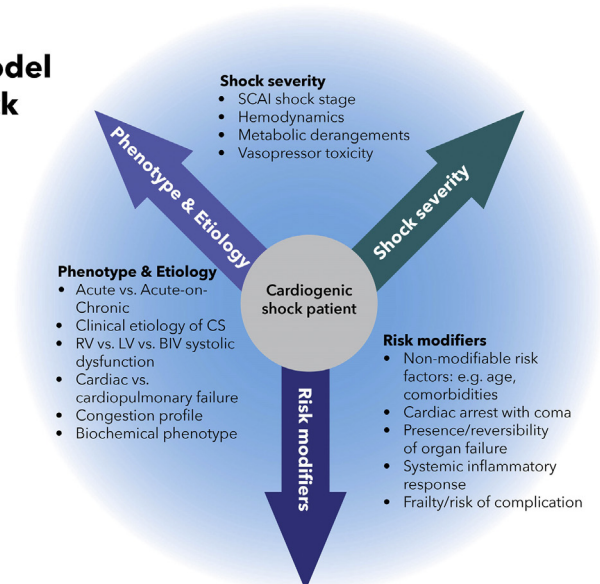 Shock severity
• SCAI shock stage
• Hemodynamics
• Metabolic derangements
• Vasopressor toxicity
Phenotype & Etiology
Shock severity
Cardiogenic
shock patient
Phenotype & Etiology
• Acute vs. Acute-on-
Chronic
• Clinical etiology of CS
• RV vs. LV vs. BIV systolic
dysfunction
• Cardiac vs.
cardiopulmonary failure
• Congestion profile
• Biochemical phenotype
Risk modifiers
• Non-modifiable risk
factors: e.g. age,
comorbidities
• Cardiac arrest with coma
• Presence/reversibility
of organ failure
• Systemic inflammatory
response
• Frailty/risk of complication
Risk modifiers